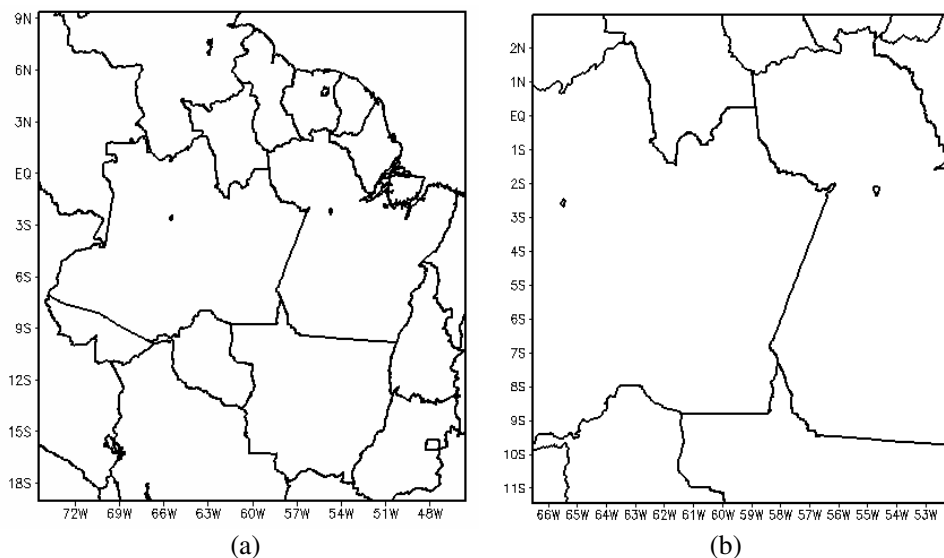 9N
6N
3N
EQ
3S
6S
9S
12S
15S
18S
72W 69W 66W 63W 60W 57W 54W 51W 48W
(a)
2N
1N
EQ
1S
2S
3S
4S
5S
6S
7S
8S
9S
10S
11S
66W 65W 64W 63W 62W 61W 60W 59W 58W 57W 56W 55W 54W 53W
(b)